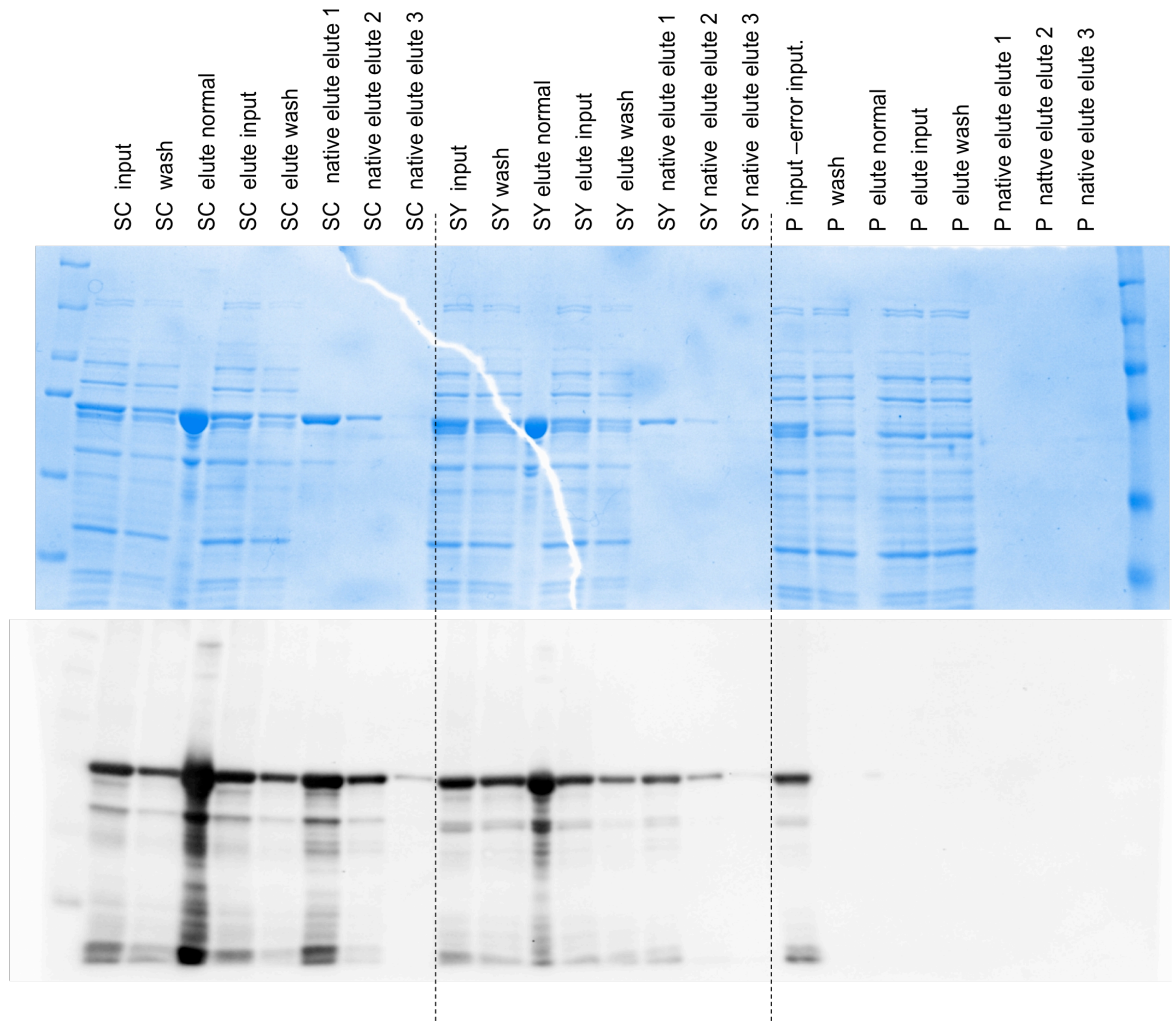 SC input
SC wash
SC elute normal
SC elute input
SC elute wash
SC native elute elute 1
SC native elute elute 2
SC native elute elute 3
SY input
SY wash
SY elute normal
SY elute input
SY elute wash
SY native elute elute 1
SY native elute elute 2
SY native elute elute 3
P input –error input.
P wash
P elute normal
P elute input
P elute wash
P native elute elute 1
P nattve elute elute 2
P native elute elute 3